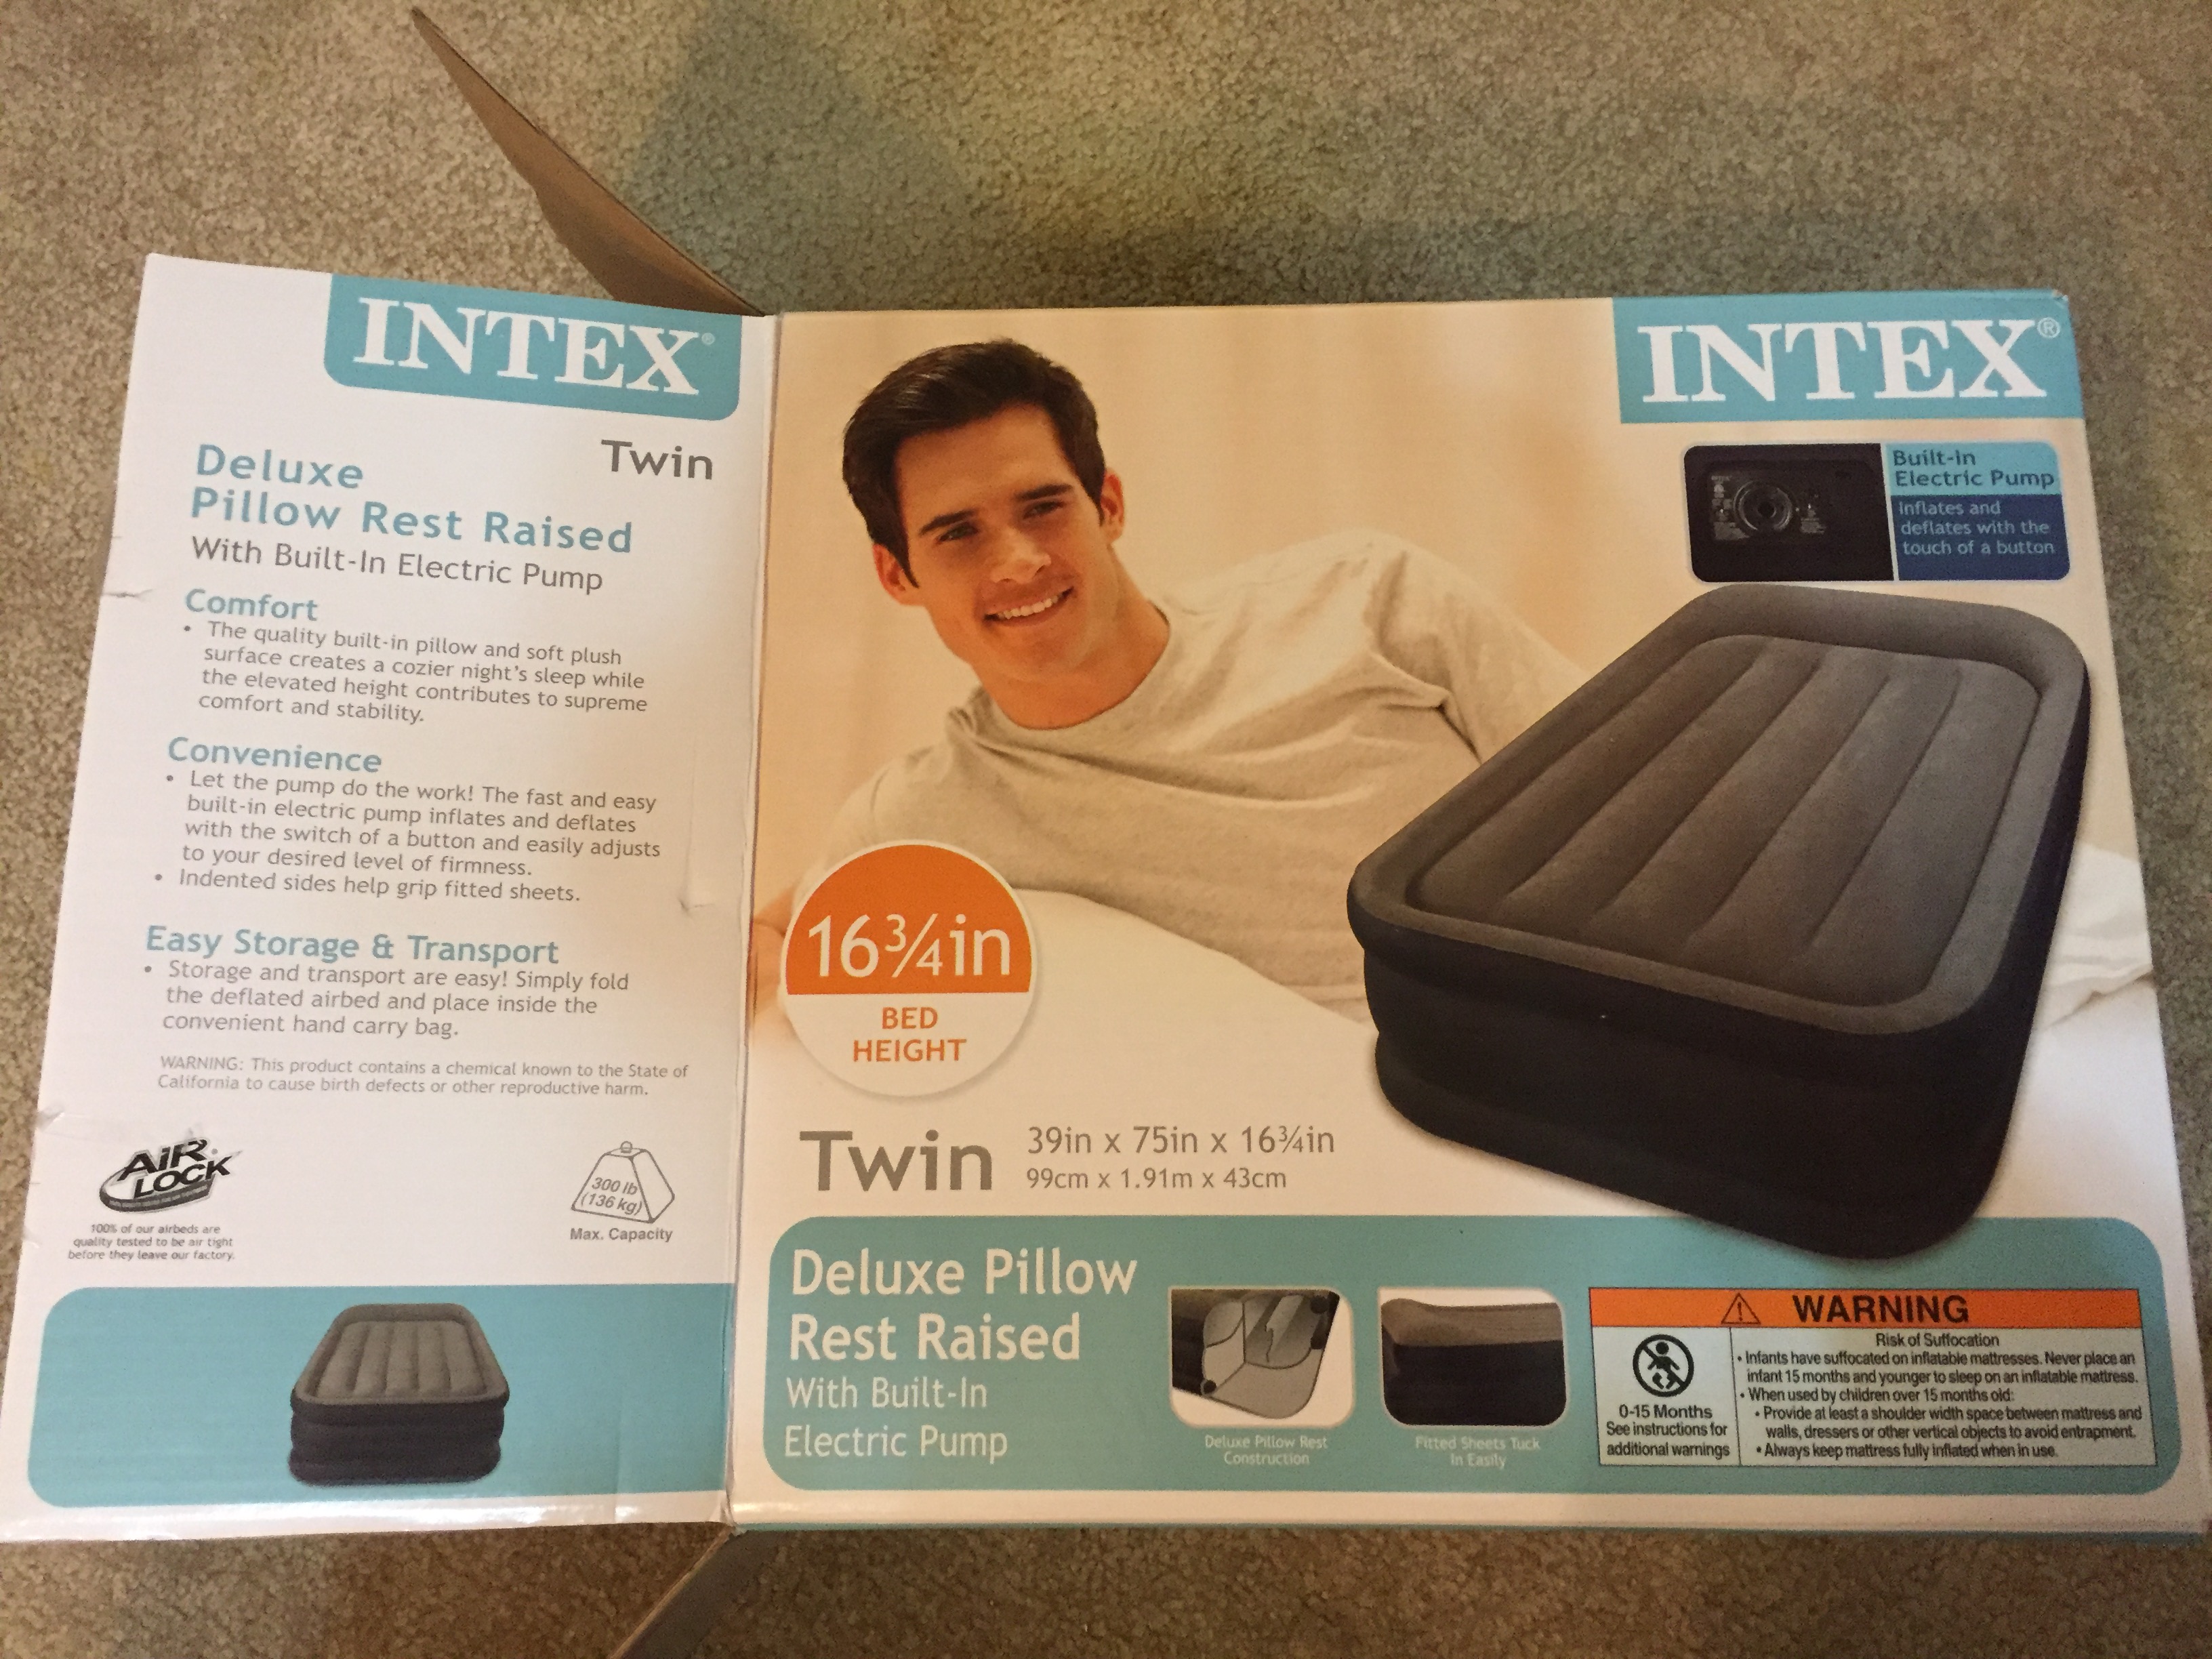 INTEX®
Twin
Deluxe
Pillow Rest Raised
With Built-In Electric Pump
Comfort
• The quality built-in pillow and soft plush
surface creates a cozier night's sleep while
the elevated height contributes to supreme
comfort and stability.
Convenience
• Let the pump do the work! The fast and easy
built-in electric pump inflates and deflates
with the switch of a button and easily adjusts
to your desired level of firmness.
• Indented sides help grip fitted sheets.
Easy Storage & Transport
• Storage and transport are easy! Simply fold
the deflated airbed and place inside the
convenient hand carry bag.
WARNING: This product contains a chemical known to the State of
California to cause birth defects or other reproductive harm.
AIR
LOCK
100% of our airbeds are
quality tested to be air tight
before they leave our factory.
300 lb
(136 kg)
Max. Capacity
INTEX®
Built-in
Electric Pump
Inflates and
deflates with the
touch of a button
16¾in
BED
HEIGHT
Twin
39in x 75in x 16¾in
99cm x 1.91m x 43cm
Deluxe Pillow
Rest Raised
With Built-In
Electric Pump
Deluxe Pillow Rest
Construction
Fitted Sheets Tuck
In Easily
WARNING
0-15 Months
See instructions for
additional warnings
Risk of Suffocation
• Infants have suffocated on inflatable mattresses. Never place an
infant 15 months and younger to sleep on an inflatable mattress.
• When used by children over 15 months old:
• Provide at least a shoulder width space between mattress and
walls, dressers or other vertical objects to avoid entrapment.
• Always keep mattress fully inflated when in use.